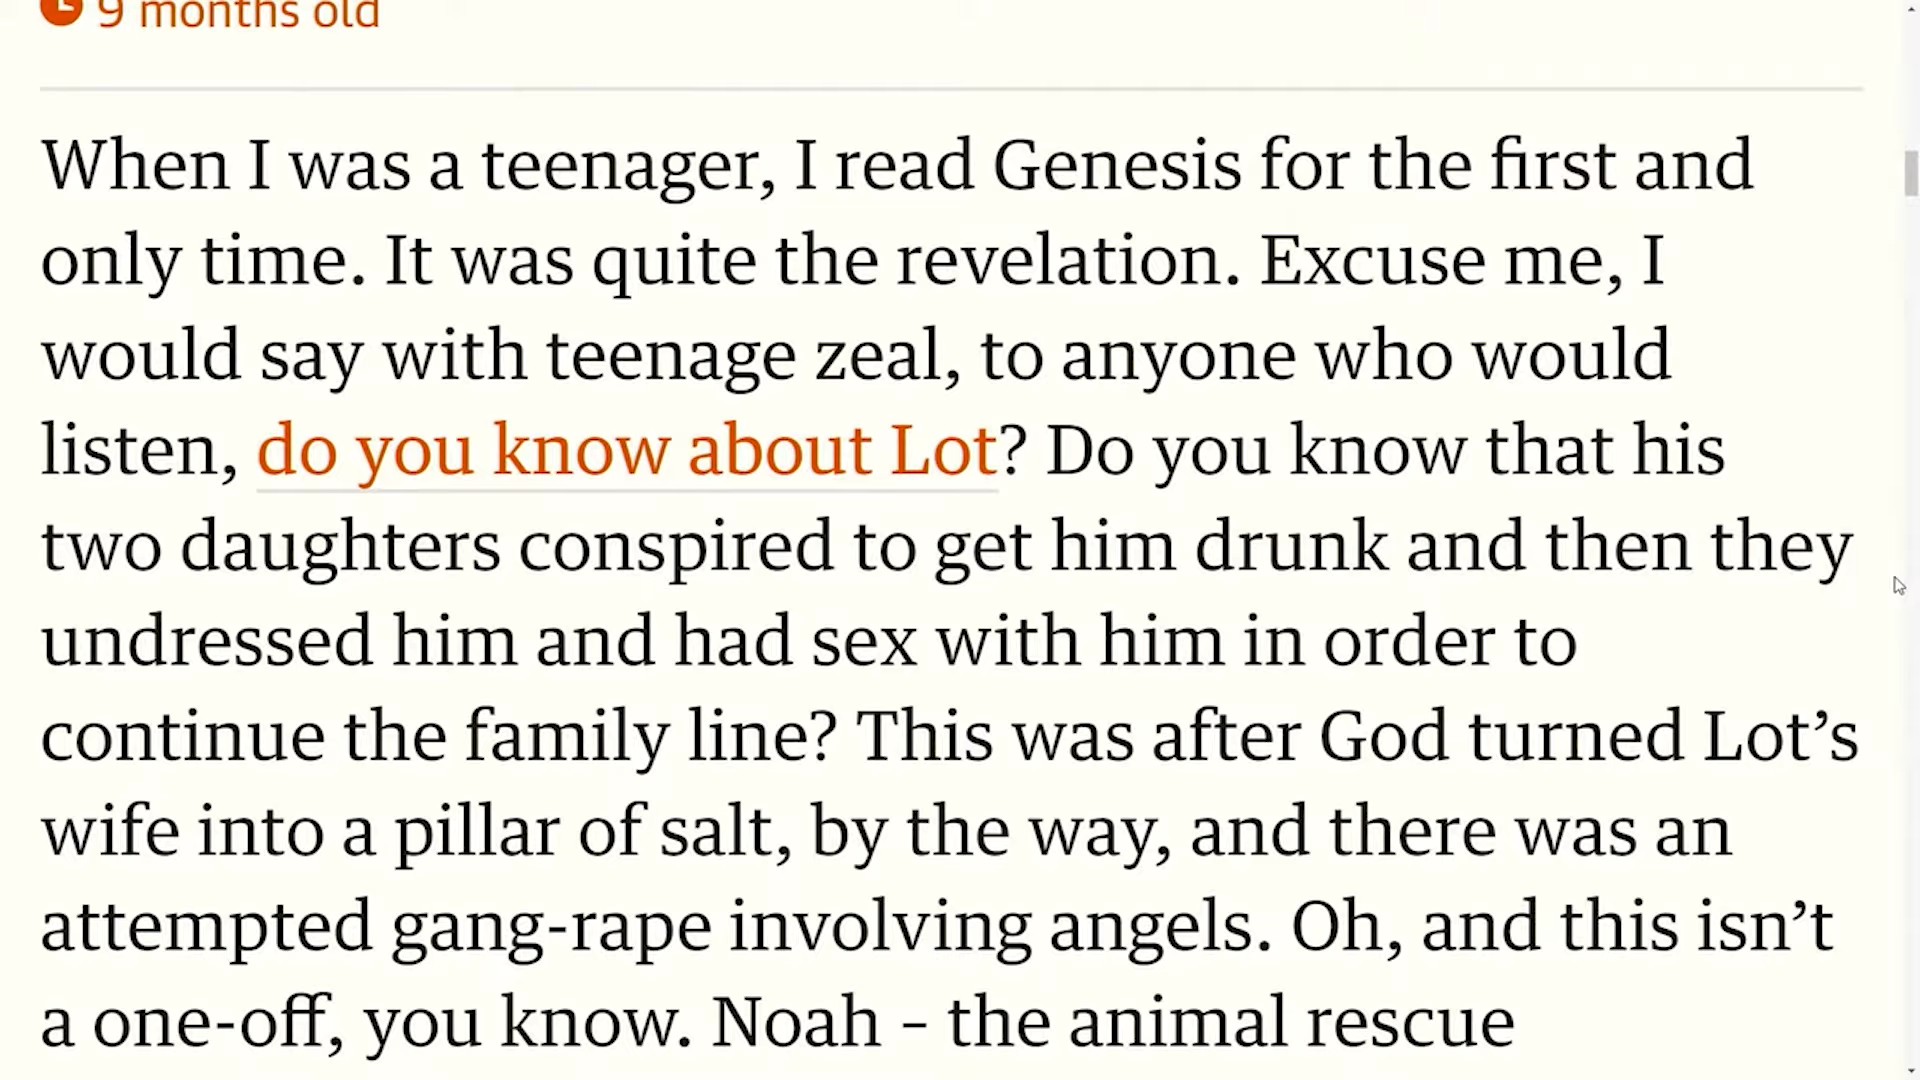 9 months old
When I was a teenager, I read Genesis for the first and
only time. It was quite the revelation. Excuse me, I
would say with teenage zeal, to anyone who would
listen, do you know about Lot? Do you know that his
two daughters conspired to get him drunk and then they
undressed him and had sex with him in order to
continue the family line? This was after God turned Lot’s
wife into a pillar of salt, by the way, and there was an
attempted gang-rape involving angels. Oh, and this isn’t
a one-off, you know. Noah – the animal rescue